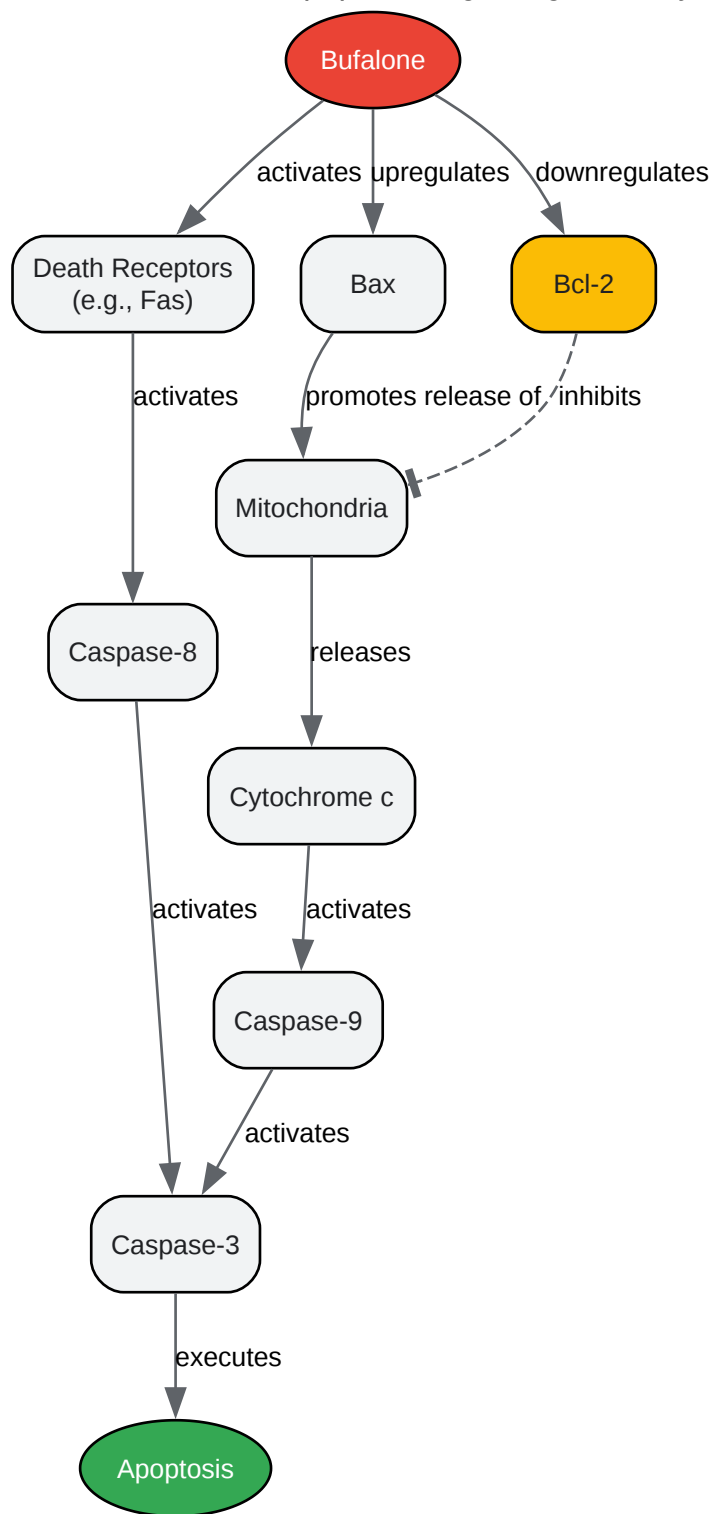 Bufalone
activates
upregulates
downregulates
Death Receptors
(e.g., Fas)
Bax
Bcl-2
activates
promotes release of
inhibits
Mitochondria
Caspase-8
releases
Cytochrome c
activates
activates
Caspase-9
activates
Caspase-3
executes
Apoptosis